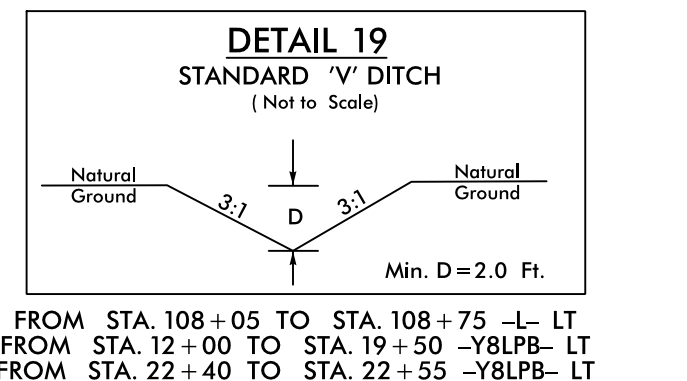 DETAIL 19
STANDARD 'V' DITCH
( Not to Scale)
Natural
Ground
3:1
D
3:1
Natural
Ground
Min. D=2.0 Ft.
FROM STA. 108+05 TO STA. 108+75 -L- LT
FROM STA. 12+00 TO STA. 19+50 -Y8LPB- LT
FROM STA. 22+40 TO STA. 22+55 -Y8LPB- LT